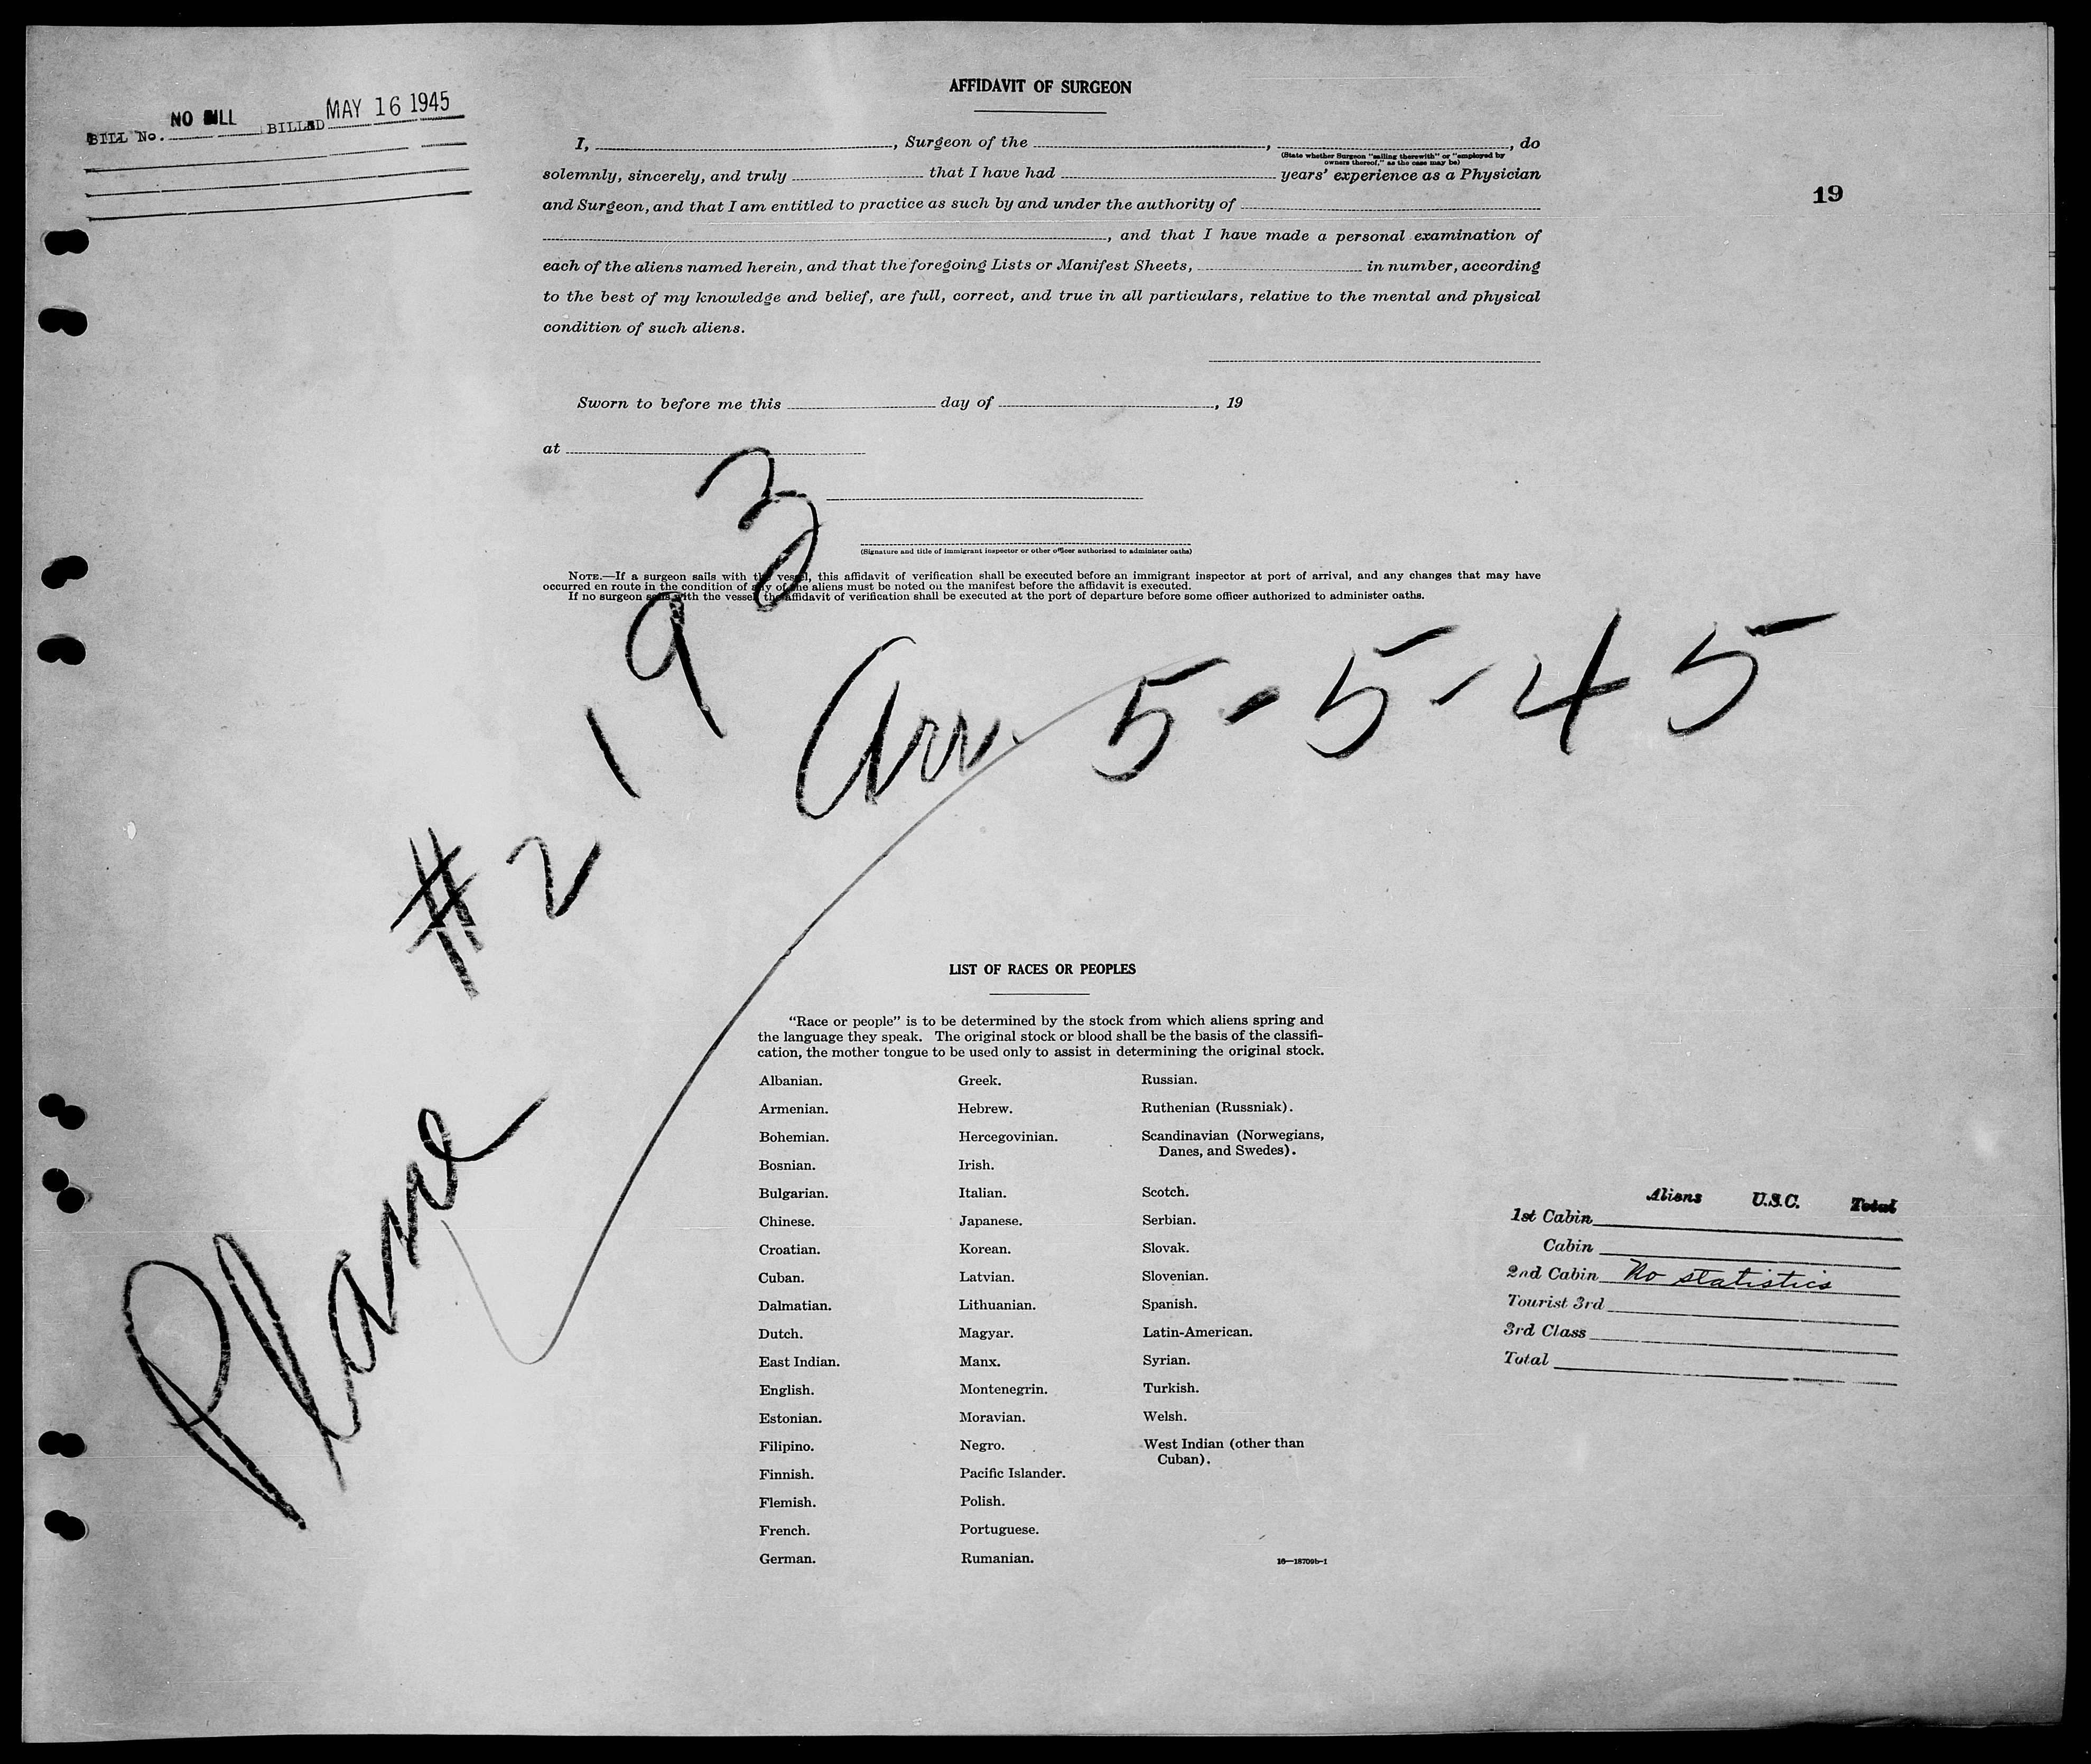 AFFIDAVIT OF SURGEON
BILL No. NO BILL BILLED MAY 16 1945
I, , Surgeon of the , , do
(State whether Surgeon "sailing therewith" or "employed by
owners thereof," as the case may be)
solemnly, sincerely, and truly that I have had years' experience as a Physician
19
and Surgeon, and that I am entitled to practice as such by and under the authority of
, and that I have made a personal examination of
each of the aliens named herein, and that the foregoing Lists or Manifest Sheets, in number, according
to the best of my knowledge and belief, are full, correct, and true in all particulars, relative to the mental and physical
condition of such aliens.
Sworn to before me this day of , 19
at
(Signature and title of immigrant inspector or other officer authorized to administer oaths)
NOTE.—If a surgeon sails with the vessel, this affidavit of verification shall be executed before an immigrant inspector at port of arrival, and any changes that may have
occurred en route in the condition of any of the aliens must be noted on the manifest before the affidavit is executed.
If no surgeon sails with the vessel, the affidavit of verification shall be executed at the port of departure before some officer authorized to administer oaths.
Plane #2193
Arr. 5-5-45
LIST OF RACES OR PEOPLES
"Race or people" is to be determined by the stock from which aliens spring and
the language they speak. The original stock or blood shall be the basis of the classifi-
cation, the mother tongue to be used only to assist in determining the original stock.
Albanian. Greek. Russian.
Armenian. Hebrew. Ruthenian (Russniak).
Bohemian. Hercegovinian. Scandinavian (Norwegians,
Danes, and Swedes).
Bosnian. Irish.
Bulgarian. Italian. Scotch.
Chinese. Japanese. Serbian.
Croatian. Korean. Slovak.
Cuban. Latvian. Slovenian.
Dalmatian. Lithuanian. Spanish.
Dutch. Magyar. Latin-American.
East Indian. Manx. Syrian.
English. Montenegrin. Turkish.
Estonian. Moravian. Welsh.
Filipino. Negro. West Indian (other than
Cuban).
Finnish. Pacific Islander.
Flemish. Polish.
French. Portuguese.
German. Rumanian.
16—18709b-1
Aliens U.S.C. Total
1st Cabin
Cabin
2nd Cabin No statistics
Tourist 3rd
3rd Class
Total